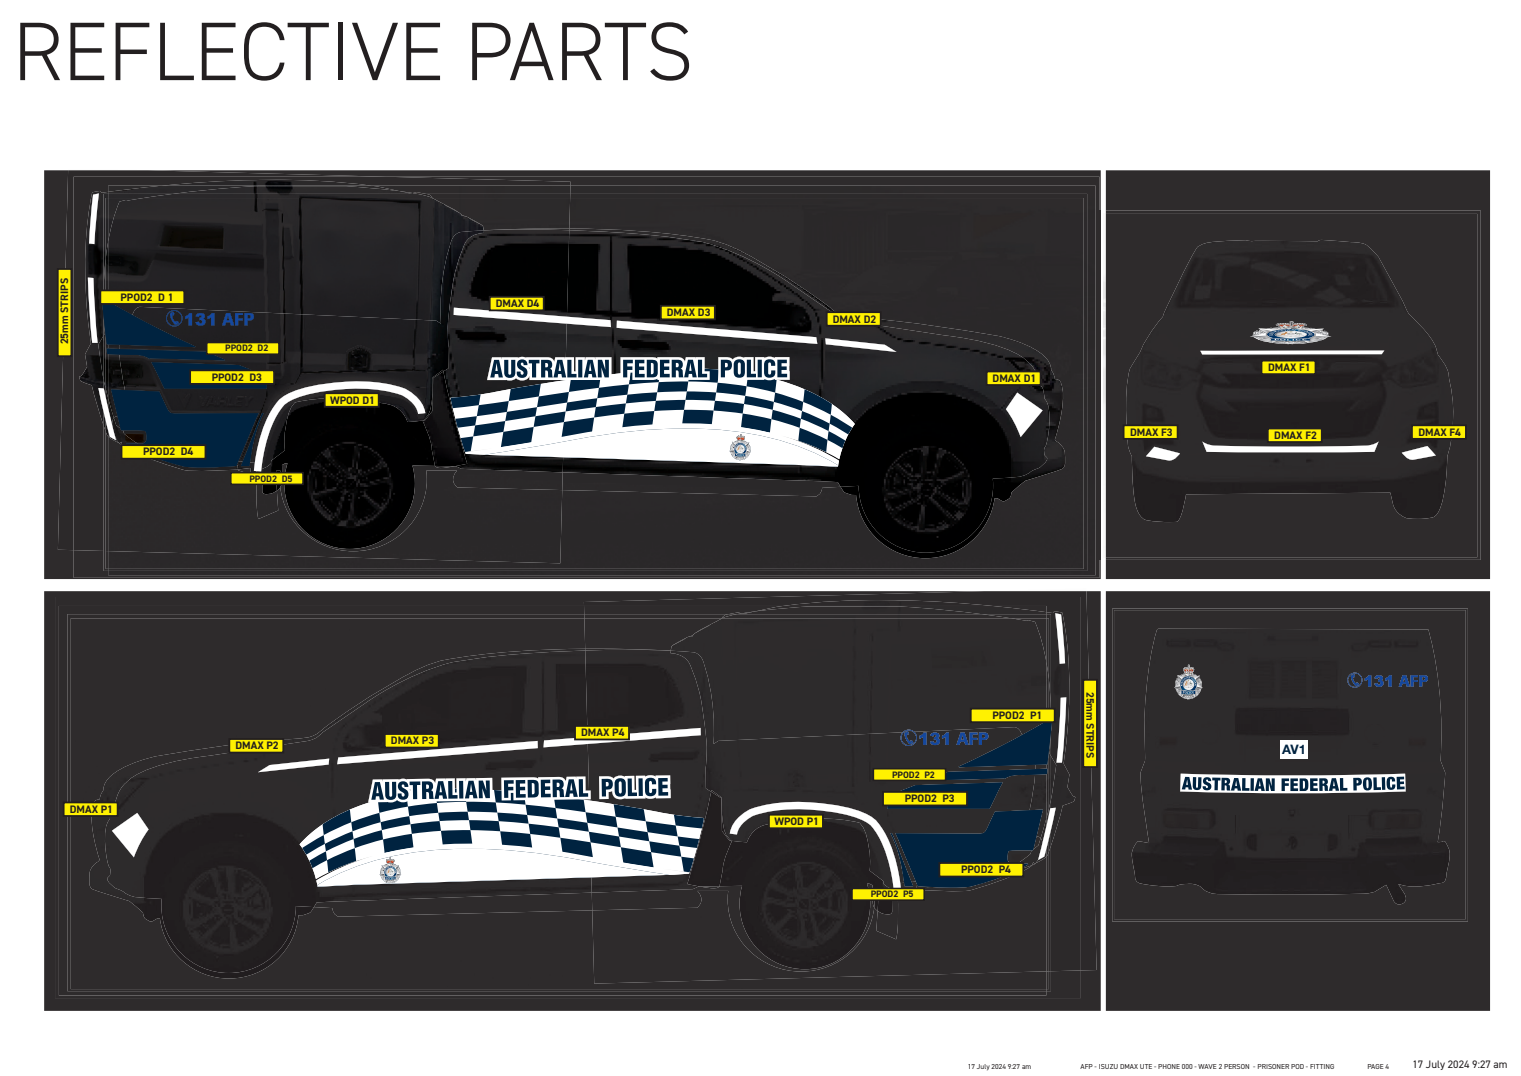 REFLECTIVE PARTS
25mm STRIPS
PPOD2 D 1
131 AFP
PPOD2 D2
PPOD2 D3
WPOD D1
PPOD2 D4
PPOD2 D5
DMAX D4
DMAX D3
DMAX D2
DMAX D1
AUSTRALIAN FEDERAL POLICE
DMAX F1
DMAX F3
DMAX F2
DMAX F4
DMAX P1
DMAX P2
DMAX P3
DMAX P4
AUSTRALIAN FEDERAL POLICE
WPOD P1
PPOD2 P1
131 AFP
PPOD2 P2
PPOD2 P3
PPOD2 P4
PPOD2 P5
25mm STRIPS
131 AFP
AV1
AUSTRALIAN FEDERAL POLICE
17 July 2024 9:27 am
AFP - ISUZU DMAX UTE - PHONE 000 - WAVE 2 PERSON - PRISONER POD - FITTING
PAGE 4
17 July 2024 9:27 am